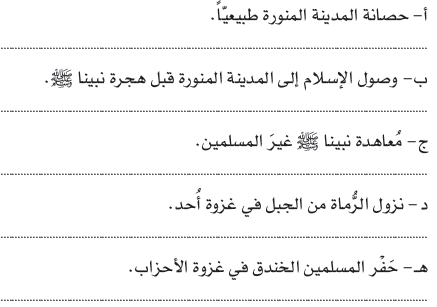 أ- حصانة المدينة المنورة طبيعيّاً.
ب- وصول الإسلام إلى المدينة المنورة قبل هجرة نبينا ﷺ.
ج- مُعاهدة نبينا ﷺ غيرَ المسلمين.
د- نزول الرُّماة من الجبل في غزوة أُحد.
هـ- حَفْر المسلمين الخندق في غزوة الأحزاب.